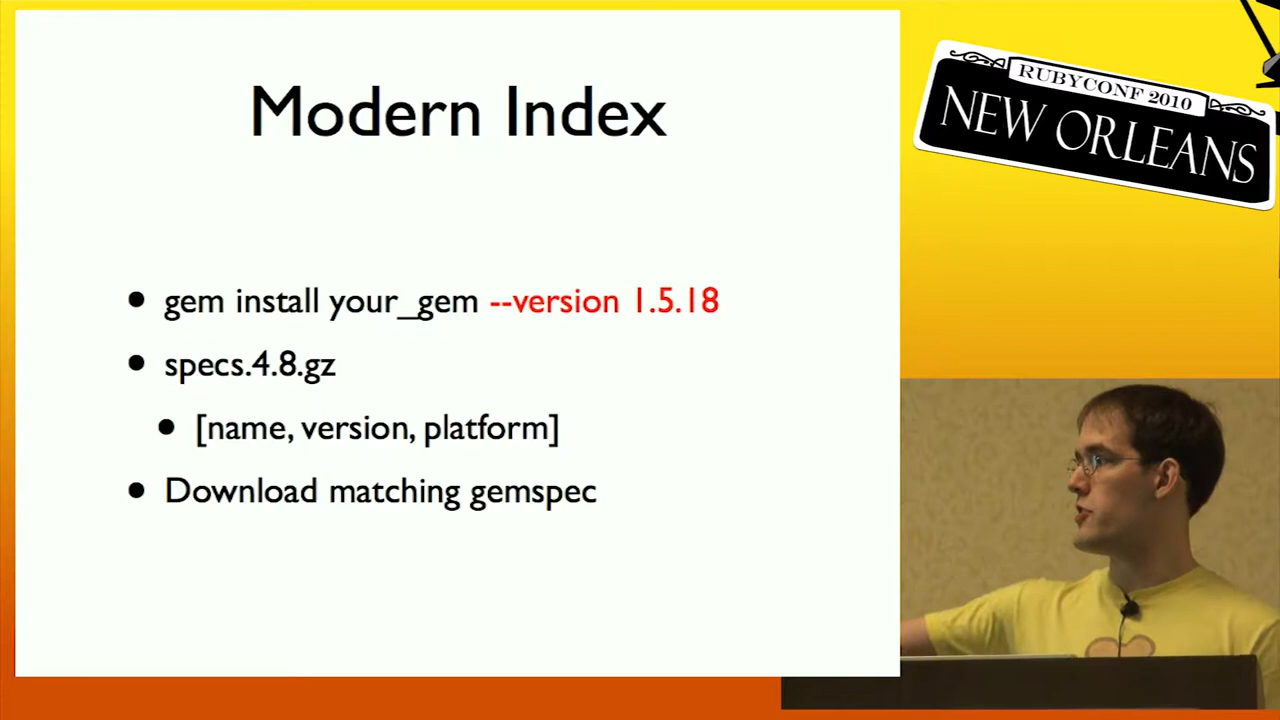 Modern Index
gem install your_gem --version 1.5.18
specs.4.8.gz
[name, version, platform]
Download matching gemspec
RUBYCONF 2010
NEW ORLEANS